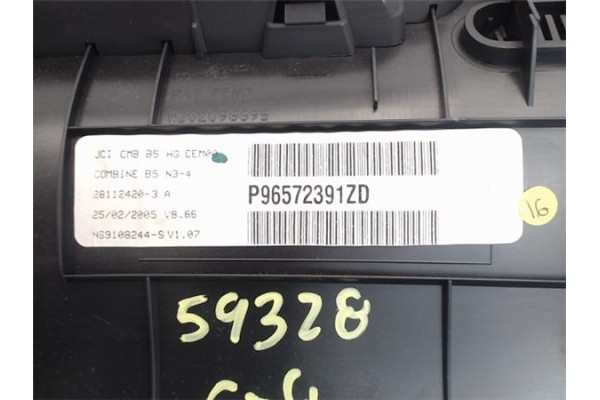 JCI CMB B5 HG CEM00
COMBINE B5 N3-4
28112420-3 A
25/02/2005 V8.66
NS9108244-S V1.07
P96572391ZD
16
59328